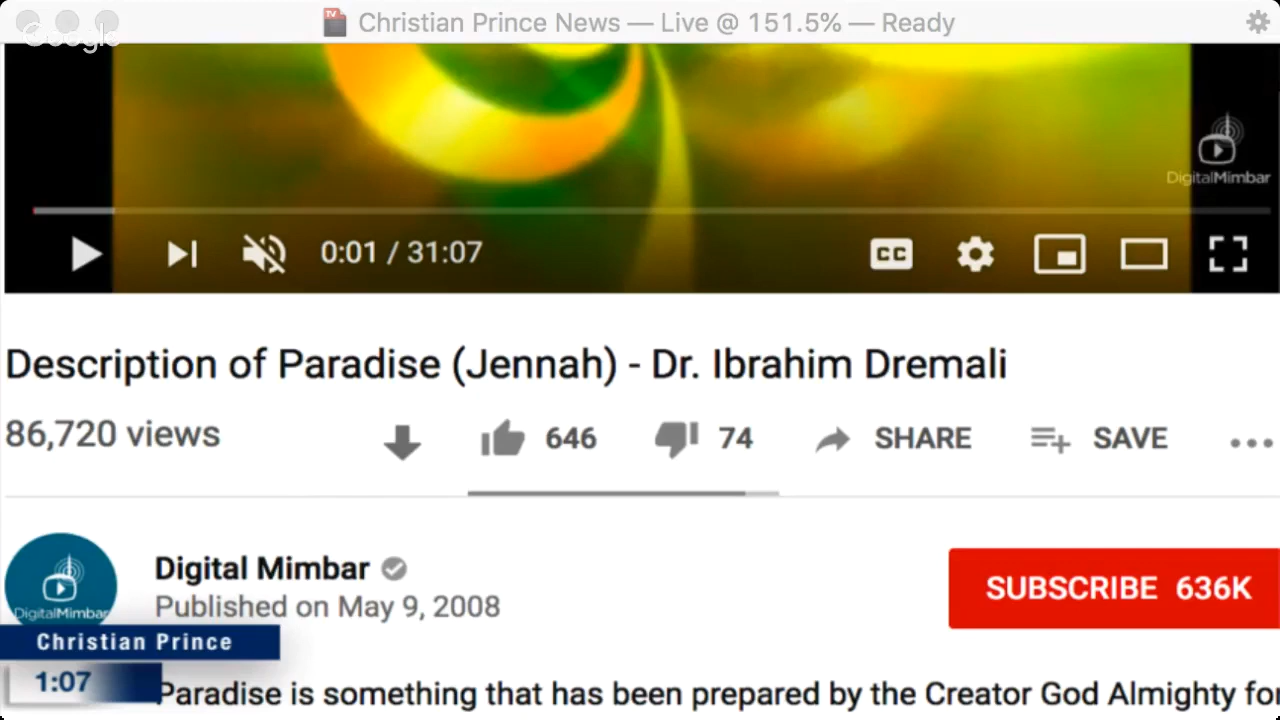 Christian Prince News — Live @ 151.5% — Ready
Google
DigitalMimbar
0:01 / 31:07
CC
Description of Paradise (Jennah) - Dr. Ibrahim Dremali
86,720 views
646
74
SHARE
SAVE
Digital Mimbar
SUBSCRIBE 636K
Published on May 9, 2008
DigitalMimbar
Christian Prince
1:07
Paradise is something that has been prepared by the Creator God Almighty for